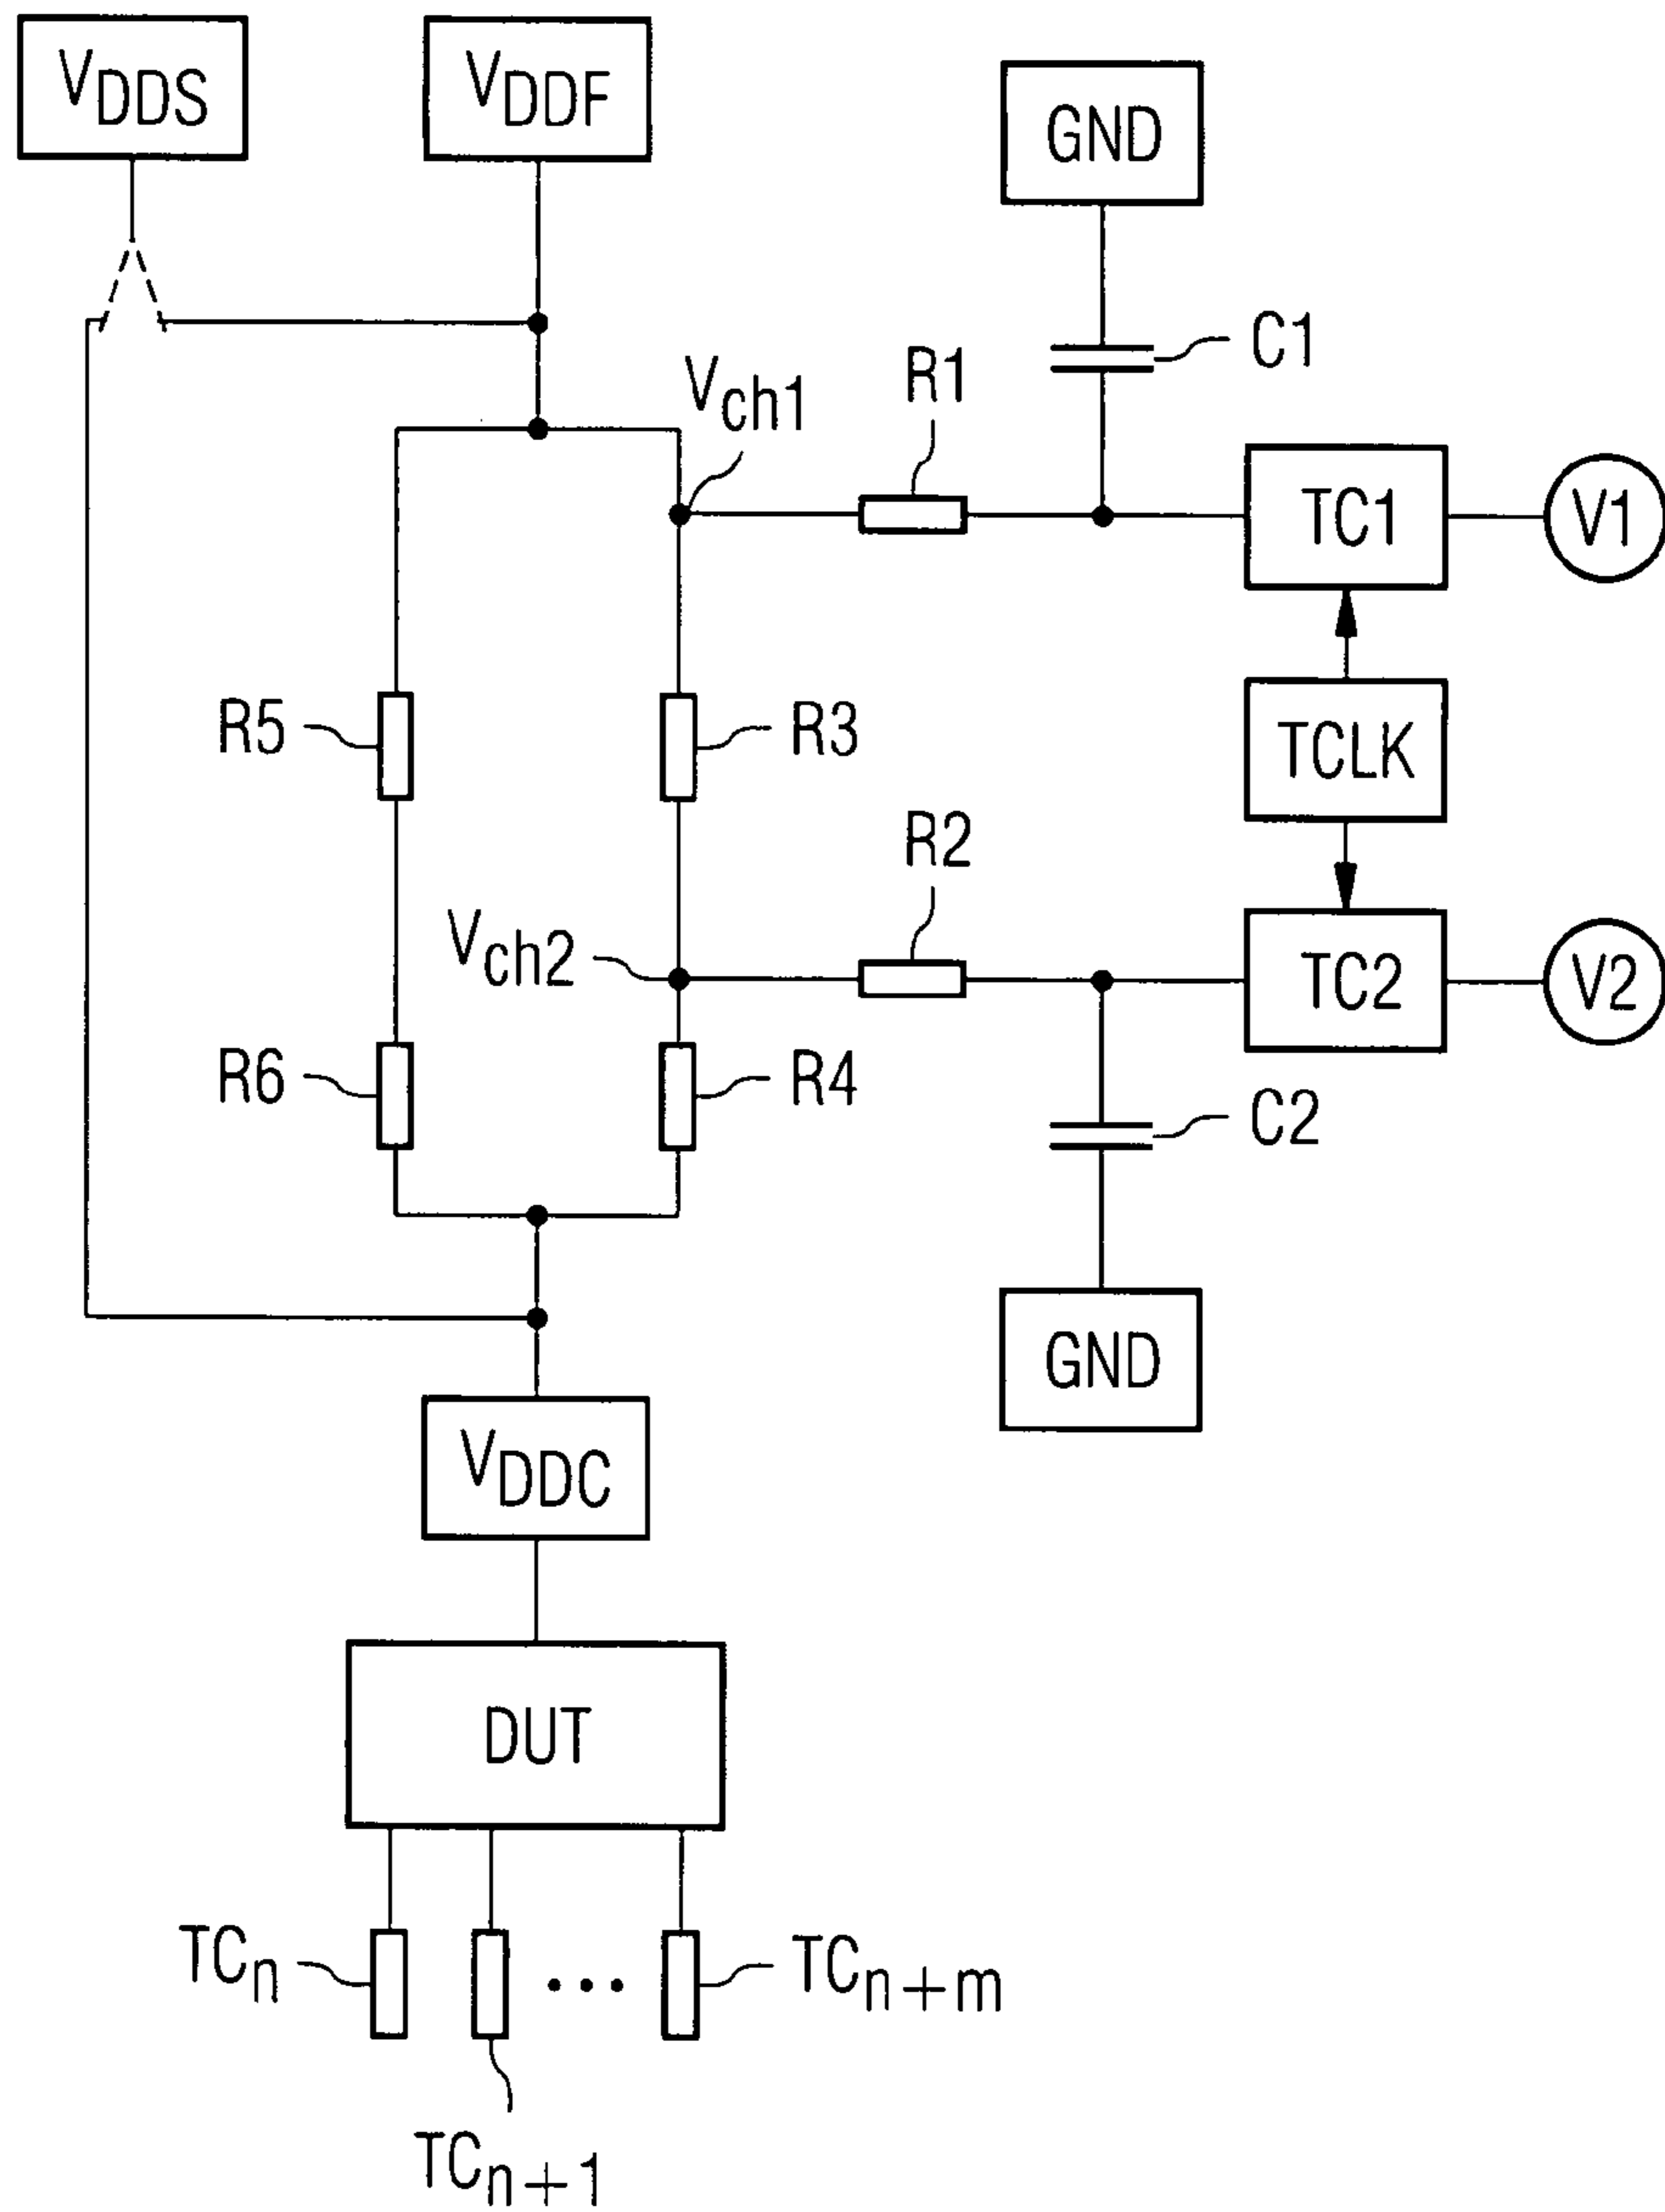 VDDS
VDDF
GND
C1
Vch1
R1
TC1
V1
R5
R3
TCLK
R2
Vch2
TC2
V2
R6
R4
C2
GND
VDDC
DUT
TCn
TCn+m
TCn+1